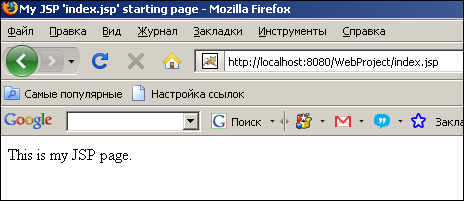 My JSP 'index.jsp' starting page - Mozilla Firefox
Файл Правка Вид Журнал Закладки Инструменты Справка
http://localhost:8080/WebProject/index.jsp
Самые популярные Настройка ссылок
Google G Поиск Закла
This is my JSP page.